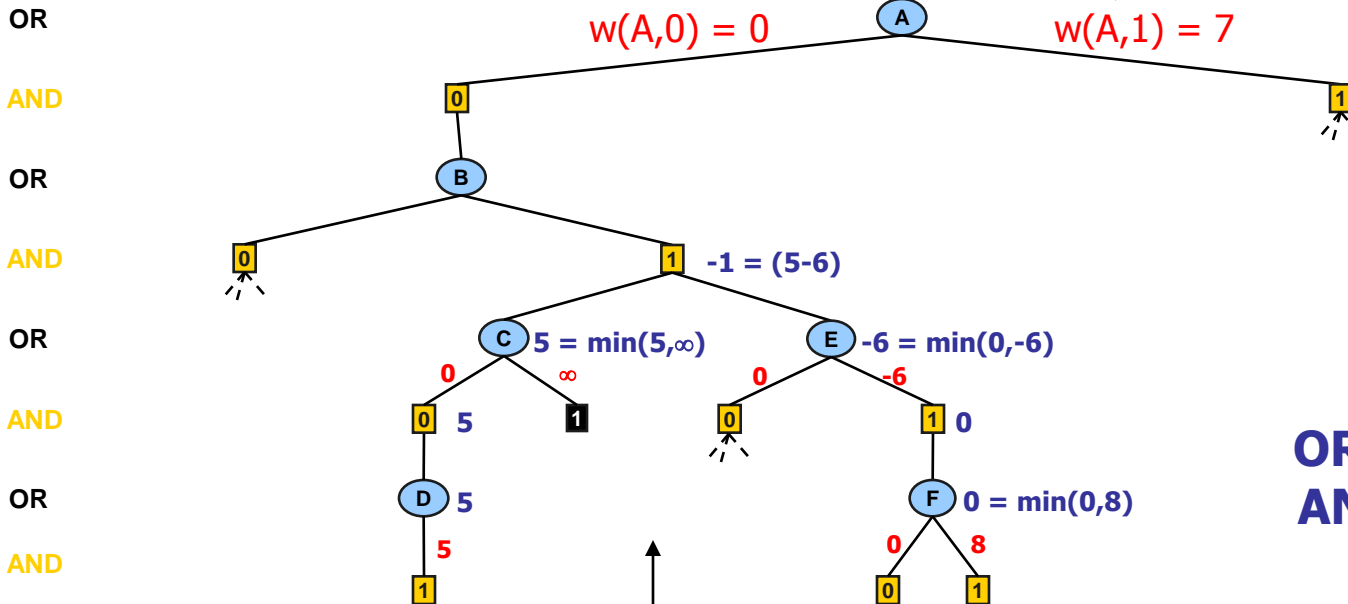 OR A
w(A,0) = 0 w(A,1) = 7
AND 0 1
OR B
AND 0 1 -1 = (5-6)
OR C 5 = min(5,∞) E -6 = min(0,-6)
0 ∞ 0 -6
AND 0 5 1 0 1 0
OR D 5 F 0 = min(0,8)
5 0 8
AND 1 0 1
OR
AN